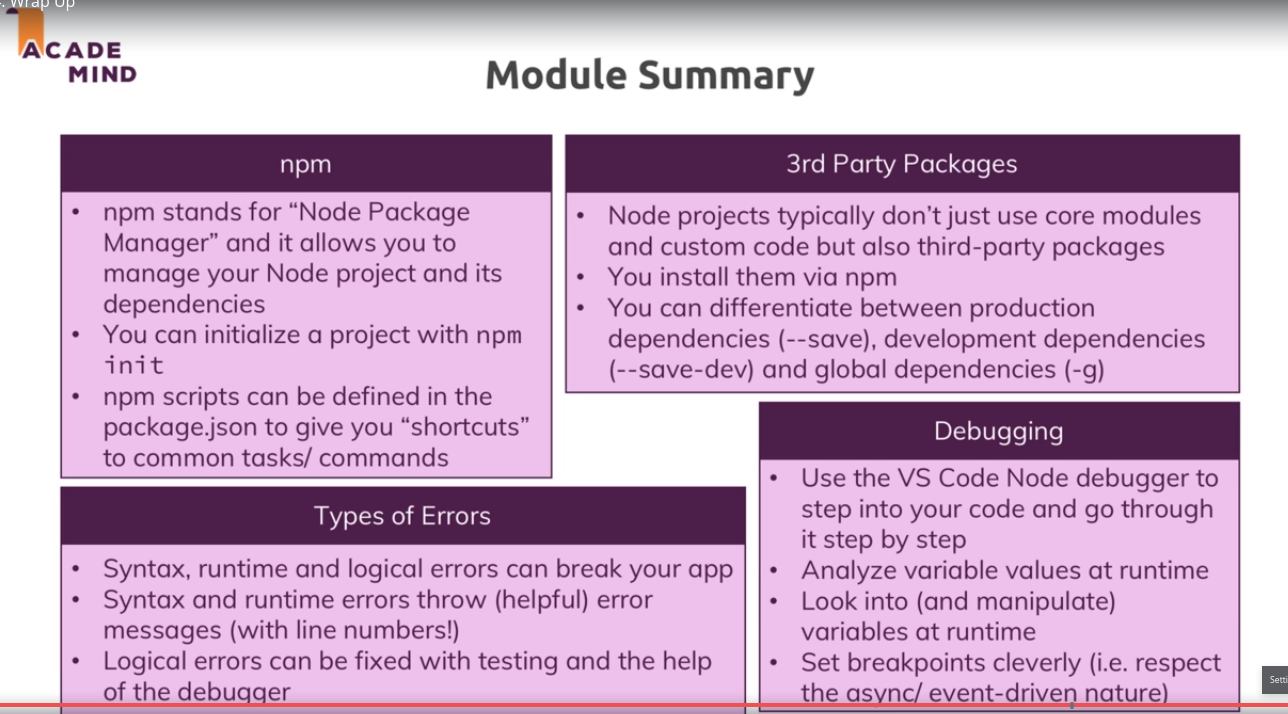 . Wrap Up
ACADE
MIND
Module Summary
npm
• npm stands for “Node Package
Manager” and it allows you to
manage your Node project and its
dependencies
• You can initialize a project with npm
init
• npm scripts can be defined in the
package.json to give you “shortcuts”
to common tasks/ commands
3rd Party Packages
• Node projects typically don’t just use core modules
and custom code but also third-party packages
• You install them via npm
• You can differentiate between production
dependencies (--save), development dependencies
(--save-dev) and global dependencies (-g)
Types of Errors
• Syntax, runtime and logical errors can break your app
• Syntax and runtime errors throw (helpful) error
messages (with line numbers!)
• Logical errors can be fixed with testing and the help
of the debugger
Debugging
• Use the VS Code Node debugger to
step into your code and go through
it step by step
• Analyze variable values at runtime
• Look into (and manipulate)
variables at runtime
• Set breakpoints cleverly (i.e. respect
the async/ event-driven nature)
Setti